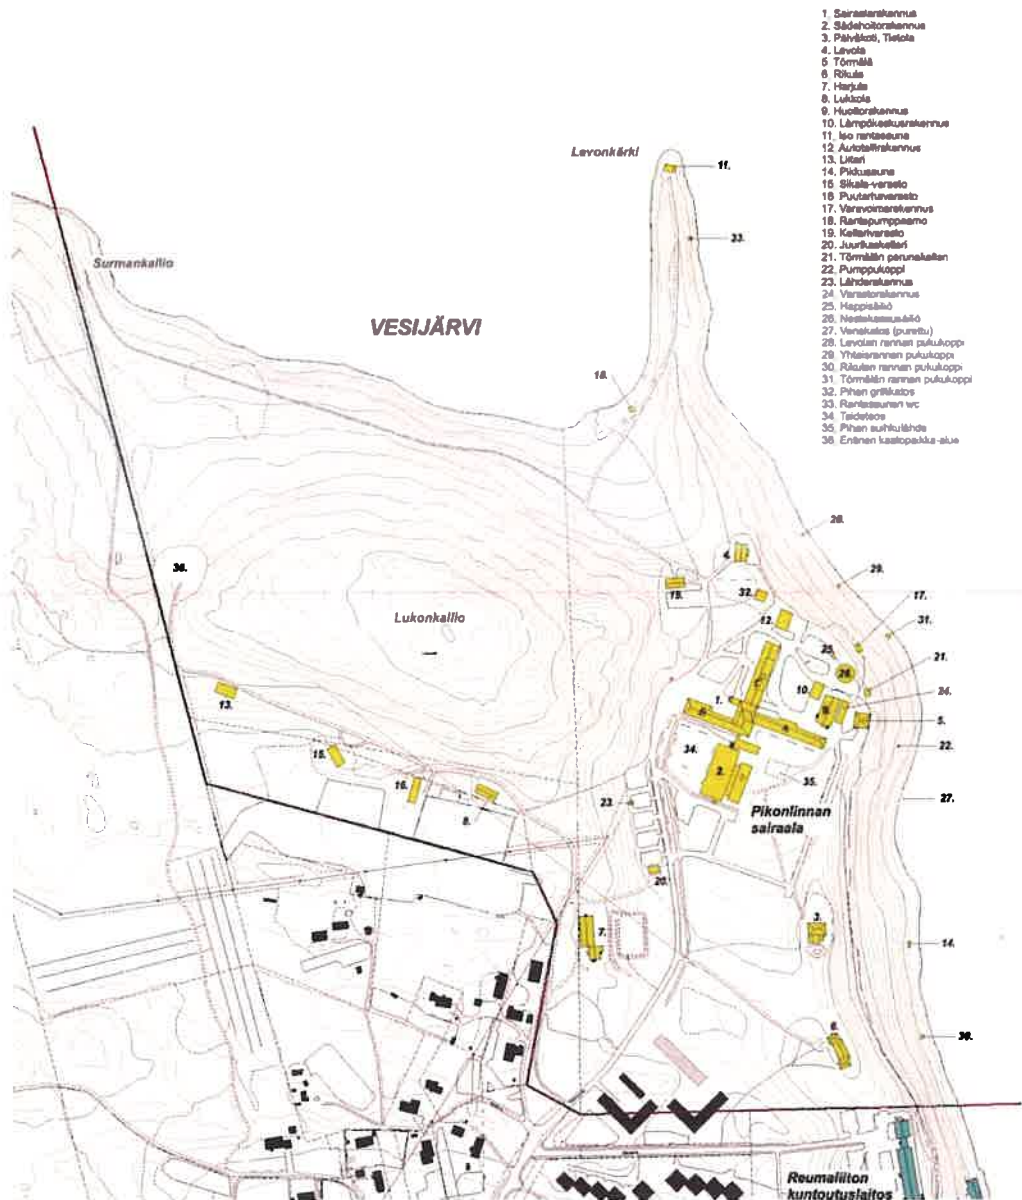 1. Sairaalarakennus
2. Sädehoitorakennus
3. Päiväkoti, Tietola
4. Levola
5 Törmälä
6 Rikula
7. Harjula
8. Lukkola
9. Huoltorakennus
10. Lämpökeskusrakennus
11. Iso rantasauna
12 Autotallirakennus
13. Liiteri
14. Pikkusauna
15 Sikala-varasto
16 Puutarhavarasto
17. Varavoimarakennus
18. Rantapumppaamo
19. Kellarivarasto
20. Juurikaskellari
21. Törmälän perunakellari
22. Pumppukoppi
23. Lähderakennus
24 Varastorakennus
25. Happisäiliö
26. Nestekaasusäiliö
27. Venekatos (purettu)
28. Levolan rannan pukukoppi
29. Yhteisrannan pukukoppi
30. Rikulan rannan pukukoppi
31. Törmälän rannan pukukoppi
32. Pihan grillikatos
33. Rantasaunan wc
34. Taideteos
35. Pihan suihkulähde
36. Entinen kaatopaikka-alue
Levonkärki
11.
33.
Surmankallio
VESIJÄRVI
18.
28.
4.
36.
29.
19.
32.
17.
Lukonkallio
12.
31.
25.
26.
21.
13.
10.
24.
1.
5.
15.
34.
22.
2.
35.
16.
27.
8.
23.
Pikonlinnan
sairaala
20.
3.
7.
14.
6.
30.
Reumaliiton
kuntoutuslaitos